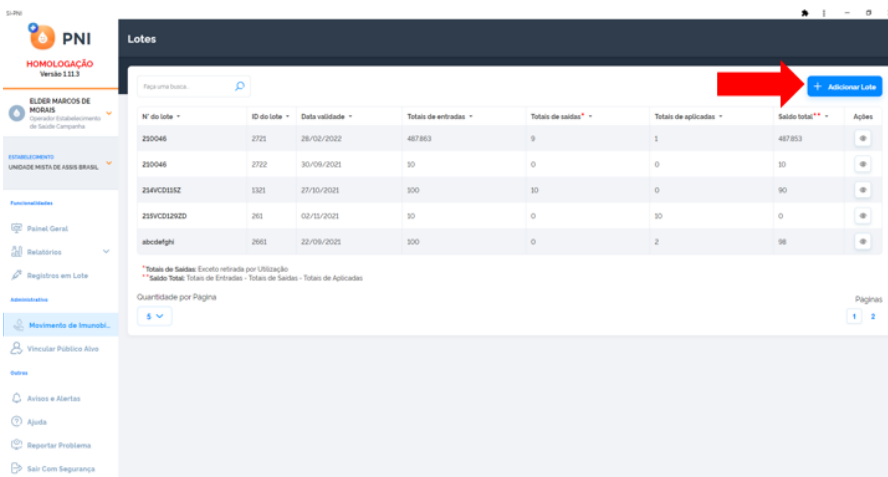 SI-PNI
PNI
HOMOLOGAÇÃO
Versão 1.11.3
ELDER MARCOS DE
MORAIS
Operador Estabelecimento
de Saúde Campanha
ESTABELECIMENTO
UNIDADE MISTA DE ASSIS BRASIL
Funcionalidades
Painel Geral
Relatórios
Registros em Lote
Administrativo
Movimento de Imunobi...
Vincular Público Alvo
Outros
Avisos e Alertas
Ajuda
Reportar Problema
Sair Com Segurança
Lotes
Faça uma busca.
+ Adicionar Lote
Nº do lote ID do lote Data validade Totais de entradas Totais de saídas* Totais de aplicadas Saldo total** Ações
210046 2721 28/02/2022 487863 9 1 487853
210046 2722 30/09/2021 10 0 0 10
214VCD115Z 1321 27/10/2021 100 10 0 90
215VCD129ZD 261 02/11/2021 10 0 10 0
abcdefghi 2661 22/09/2021 100 0 2 98
*Totais de Saídas: Exceto retirada por Utilização
**Saldo Total: Totais de Entradas - Totais de Saídas - Totais de Aplicadas
Quantidade por Página
5
Páginas
1 2